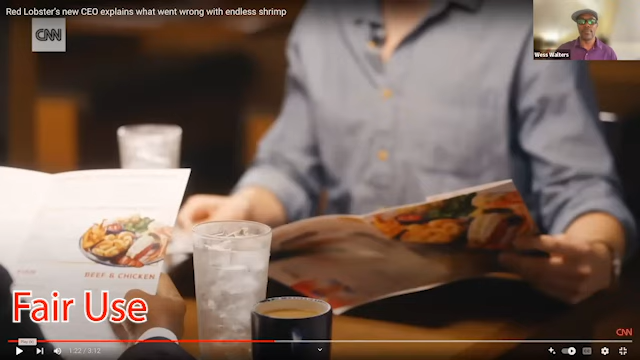 Red Lobster's new CEO explains what went wrong with endless shrimp
CNN
Wess Walters
BEEF & CHICKEN
Fair Use
CNN
1:22 / 3:12